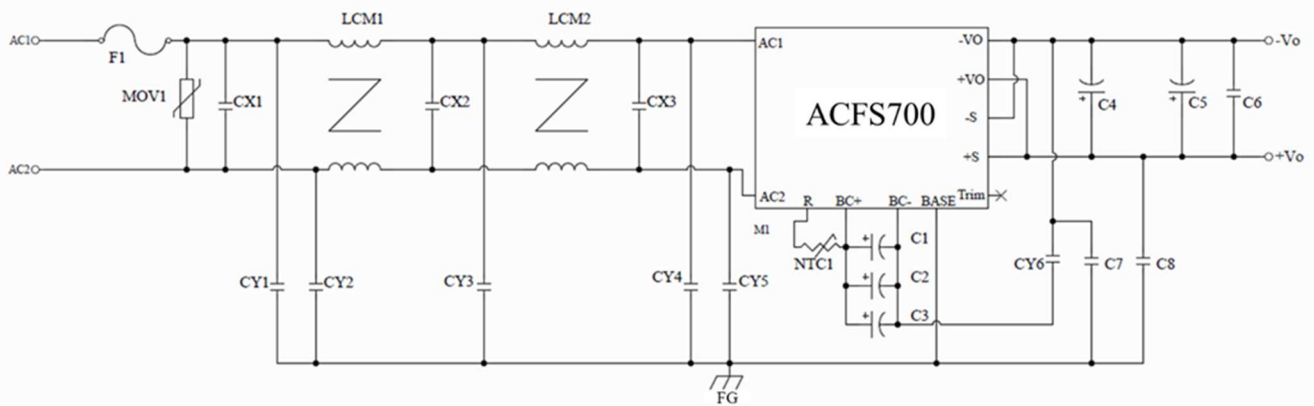 LCM1
LCM2
AC1
F1
AC1
-VO
-Vo
MOV1
CX1
CX2
CX3
+VO
C4
C5
C6
ACFS700
-S
+S
+Vo
AC2
AC2
Trim
R
BC+
BC-
BASE
M1
NTC1
C1
C2
C3
CY1
CY2
CY3
CY4
CY5
CY6
C7
C8
+
+
+
+
+
FG